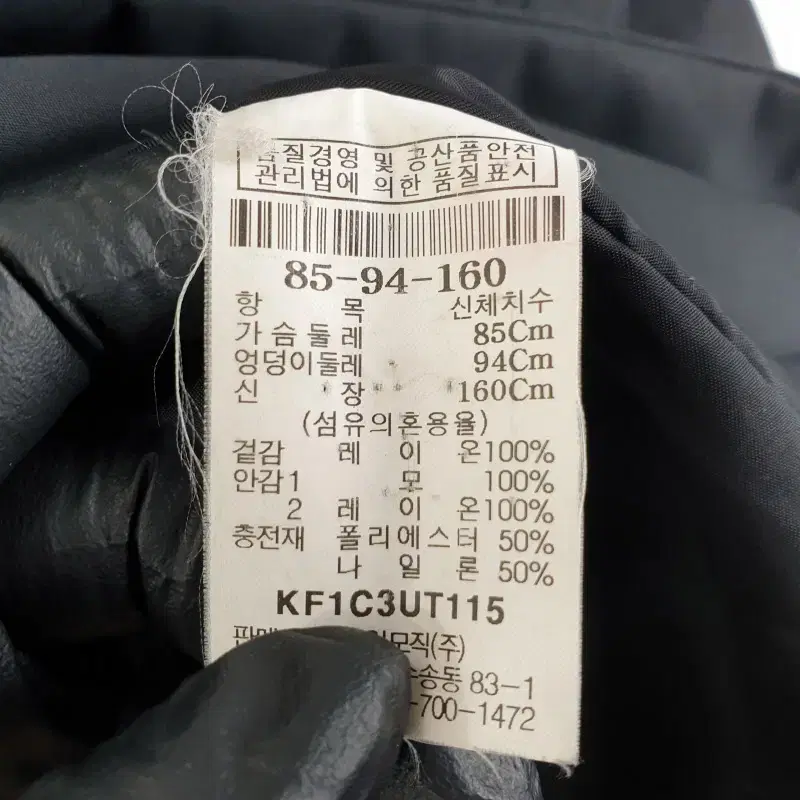 품질경영 및 공산품안전
관리법에 의한 품질표시
85-94-160
항 목 신체치수
가슴둘레 85Cm
엉덩이둘레 94Cm
신 장 160Cm
(섬유의혼용율)
겉감 레 이 온100%
안감1 모 100%
2 레 이 온100%
충전재 폴리에스터 50%
나 일 론 50%
KF1C3UT115
모직(주)
송동 83-1
-700-1472